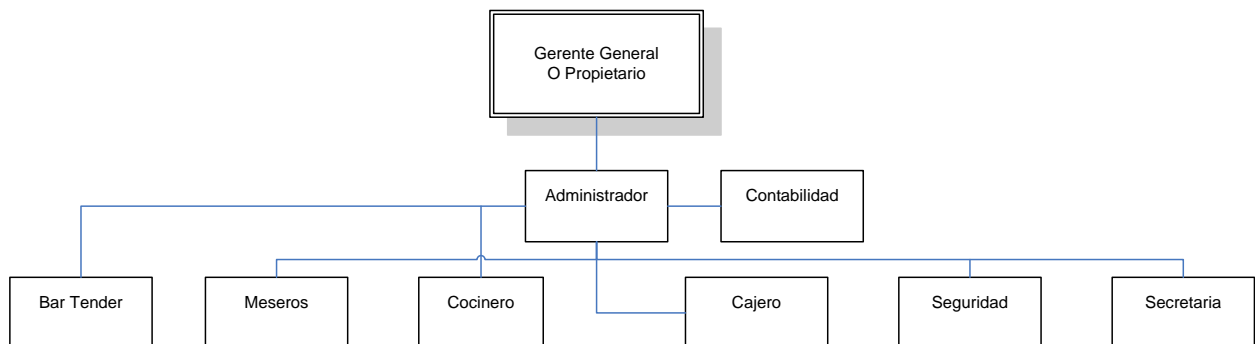 Gerente General
O Propietario
Administrador
Contabilidad
Bar Tender
Meseros
Cocinero
Cajero
Seguridad
Secretaria